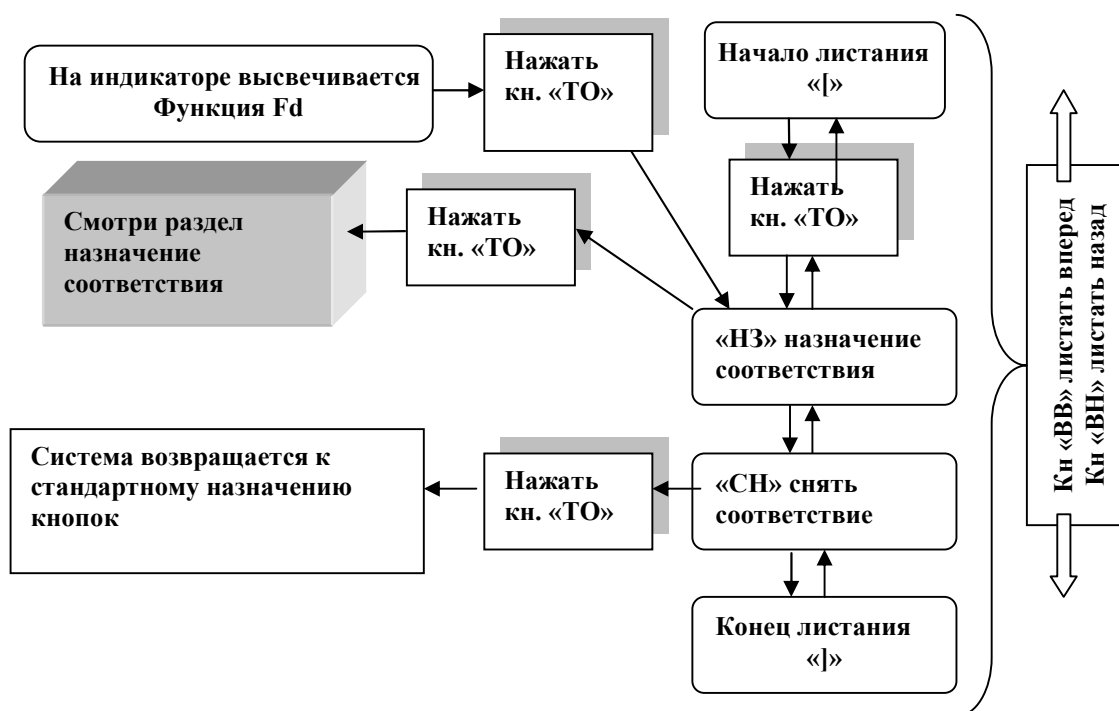 На индикаторе высвечивается
Функция Fd
Нажать
кн. «ТО»
Начало листания
«[»
Смотри раздел
назначение
соответствия
Нажать
кн. «ТО»
Нажать
кн. «ТО»
«НЗ» назначение
соответствия
Система возвращается к
стандартному назначению
кнопок
Нажать
кн. «ТО»
«СН» снять
соответствие
Конец листания
«]»
Кн «ВВ» листать вперед
Кн «ВН» листать назад